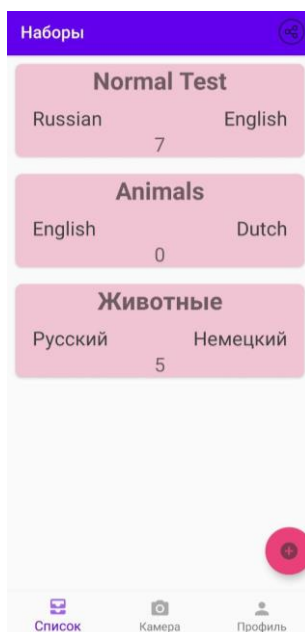 Наборы
Normal Test
Russian English
7
Animals
English Dutch
0
Животные
Русский Немецкий
5
Список Камера Профиль